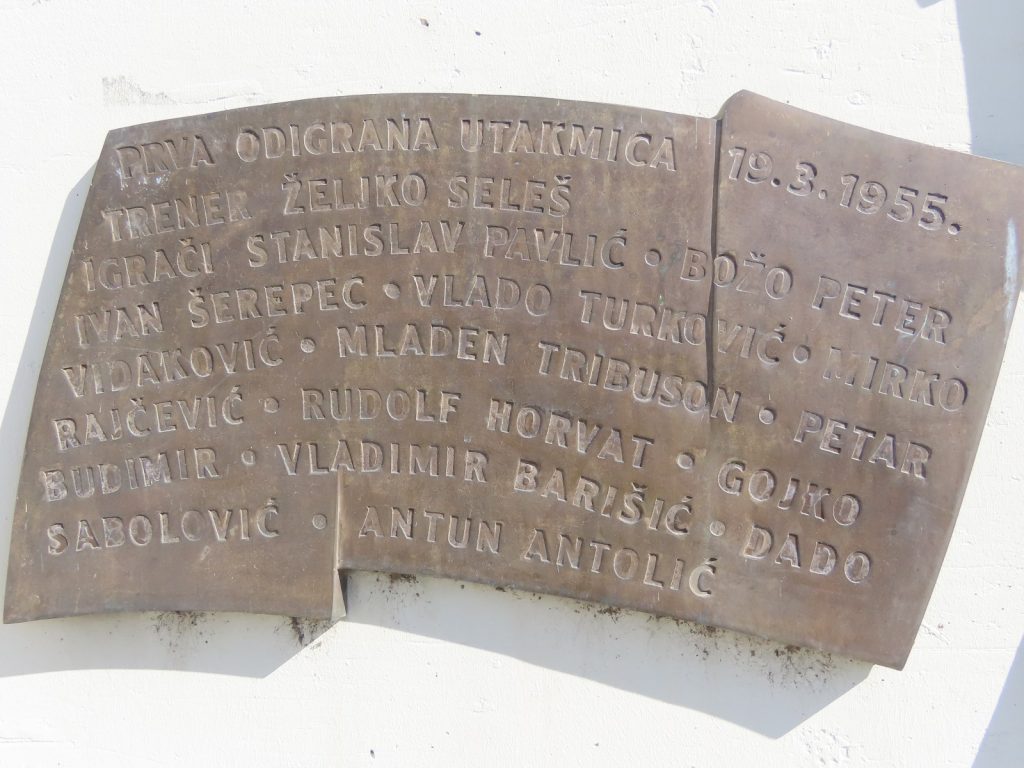 PRVA ODIGRANA UTAKMICA 19.3.1955.
TRENER ŽELJKO SELEŠ
IGRAČI STANISLAV PAVLIĆ • BOŽO PETER
IVAN ŠEREPEC • VLADO TURKOVIĆ • MIRKO
VIDAKOVIĆ • MLADEN TRIBUSON • PETAR
RAJČEVIĆ • RUDOLF HORVAT • GOJKO
BUDIMIR • VLADIMIR BARIŠIĆ • DADO
SABOLOVIĆ • ANTUN ANTOLIĆ